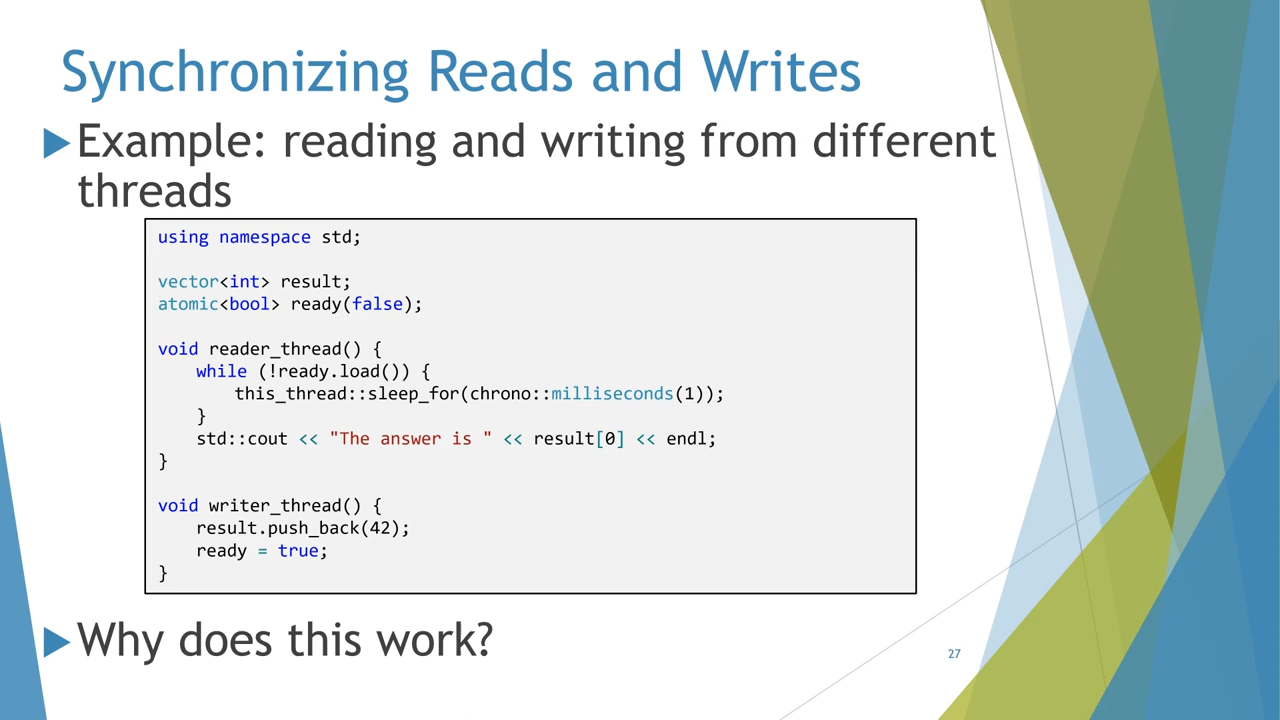 Synchronizing Reads and Writes
Example: reading and writing from different
threads
using namespace std;
vector<int> result;
atomic<bool> ready(false);
void reader_thread() {
while (!ready.load()) {
this_thread::sleep_for(chrono::milliseconds(1));
}
std::cout << "The answer is " << result[0] << endl;
}
void writer_thread() {
result.push_back(42);
ready = true;
}
Why does this work?
27